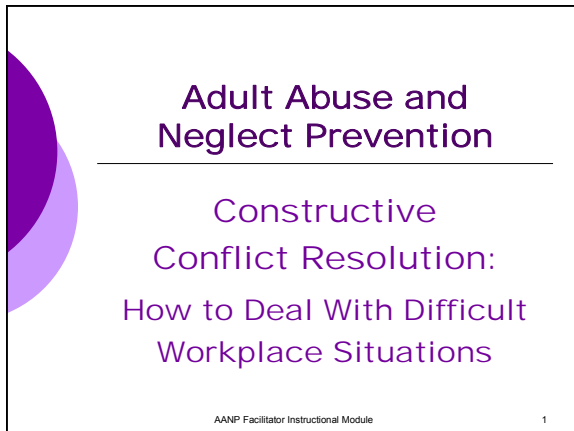 Adult Abuse and
Neglect Prevention
Constructive
Conflict Resolution:
How to Deal With Difficult
Workplace Situations
AANP Facilitator Instructional Module 1